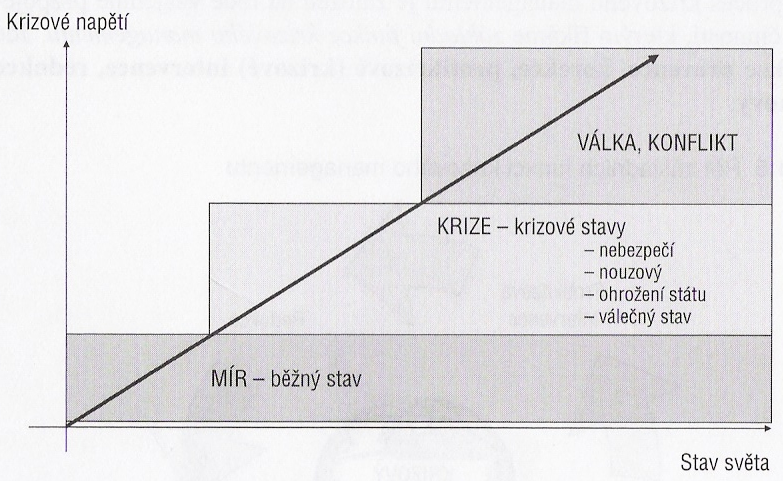 Krizové napětí
VÁLKA, KONFLIKT
KRIZE – krizové stavy
– nebezpečí
– nouzový
– ohrožení státu
– válečný stav
MÍR – běžný stav
Stav světa